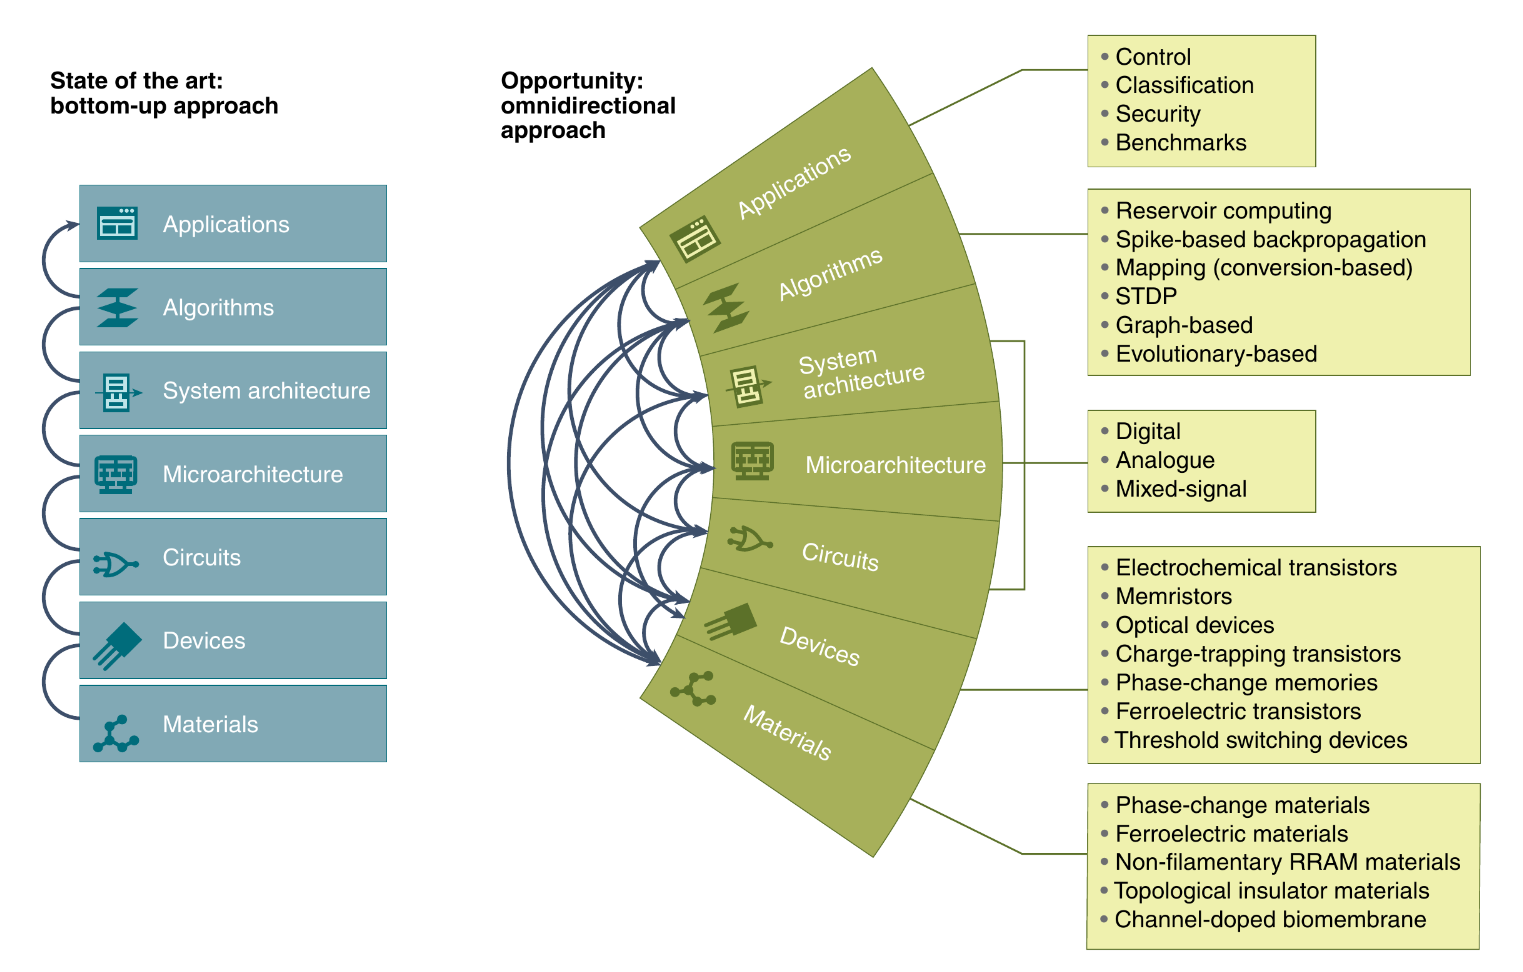 State of the art:
bottom-up approach
Applications
Algorithms
System architecture
Microarchitecture
Circuits
Devices
Materials
Opportunity:
omnidirectional
approach
Applications
Algorithms
System
architecture
Microarchitecture
Circuits
Devices
Materials
• Control
• Classification
• Security
• Benchmarks
• Reservoir computing
• Spike-based backpropagation
• Mapping (conversion-based)
• STDP
• Graph-based
• Evolutionary-based
• Digital
• Analogue
• Mixed-signal
• Electrochemical transistors
• Memristors
• Optical devices
• Charge-trapping transistors
• Phase-change memories
• Ferroelectric transistors
• Threshold switching devices
• Phase-change materials
• Ferroelectric materials
• Non-filamentary RRAM materials
• Topological insulator materials
• Channel-doped biomembrane